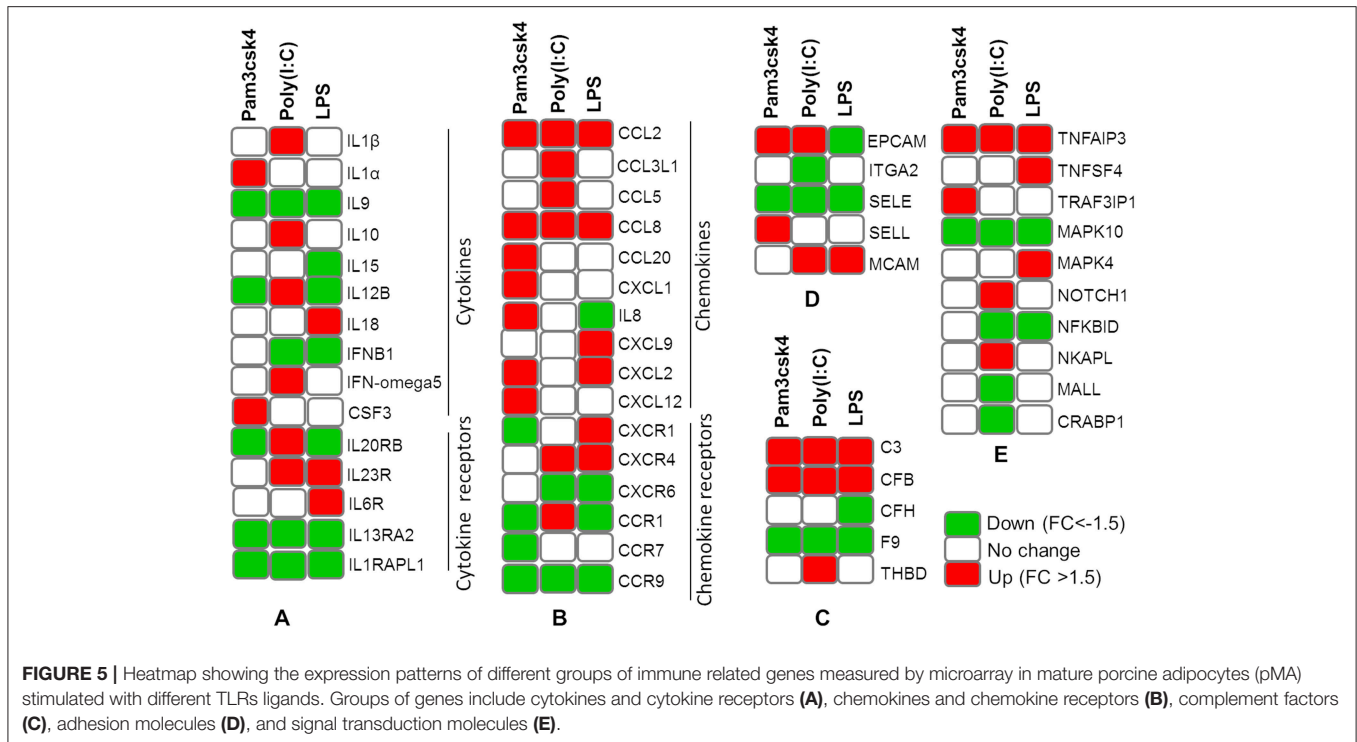 Pam3csk4
Poly(I:C)
LPS
IL1β
IL1α
IL9
IL10
IL15
IL12B
IL18
IFNB1
IFN-omega5
CSF3
IL20RB
IL23R
IL6R
IL13RA2
IL1RAPL1
Cytokines
Cytokine receptors
A
Pam3csk4
Poly(I:C)
LPS
CCL2
CCL3L1
CCL5
CCL8
CCL20
CXCL1
IL8
CXCL9
CXCL2
CXCL12
CXCR1
CXCR4
CXCR6
CCR1
CCR7
CCR9
Chemokines
Chemokine receptors
B
Pam3csk4
Poly(I:C)
LPS
EPCAM
ITGA2
SELE
SELL
MCAM
D
Pam3csk4
Poly(I:C)
LPS
C3
CFB
CFH
F9
THBD
C
Pam3csk4
Poly(I:C)
LPS
TNFAIP3
TNFSF4
TRAF3IP1
MAPK10
MAPK4
NOTCH1
NFKBID
NKAPL
MALL
CRABP1
E
Down (FC<-1.5)
No change
Up (FC >1.5)
FIGURE 5 | Heatmap showing the expression patterns of different groups of immune related genes measured by microarray in mature porcine adipocytes (pMA)
stimulated with different TLRs ligands. Groups of genes include cytokines and cytokine receptors (A), chemokines and chemokine receptors (B), complement factors
(C), adhesion molecules (D), and signal transduction molecules (E).